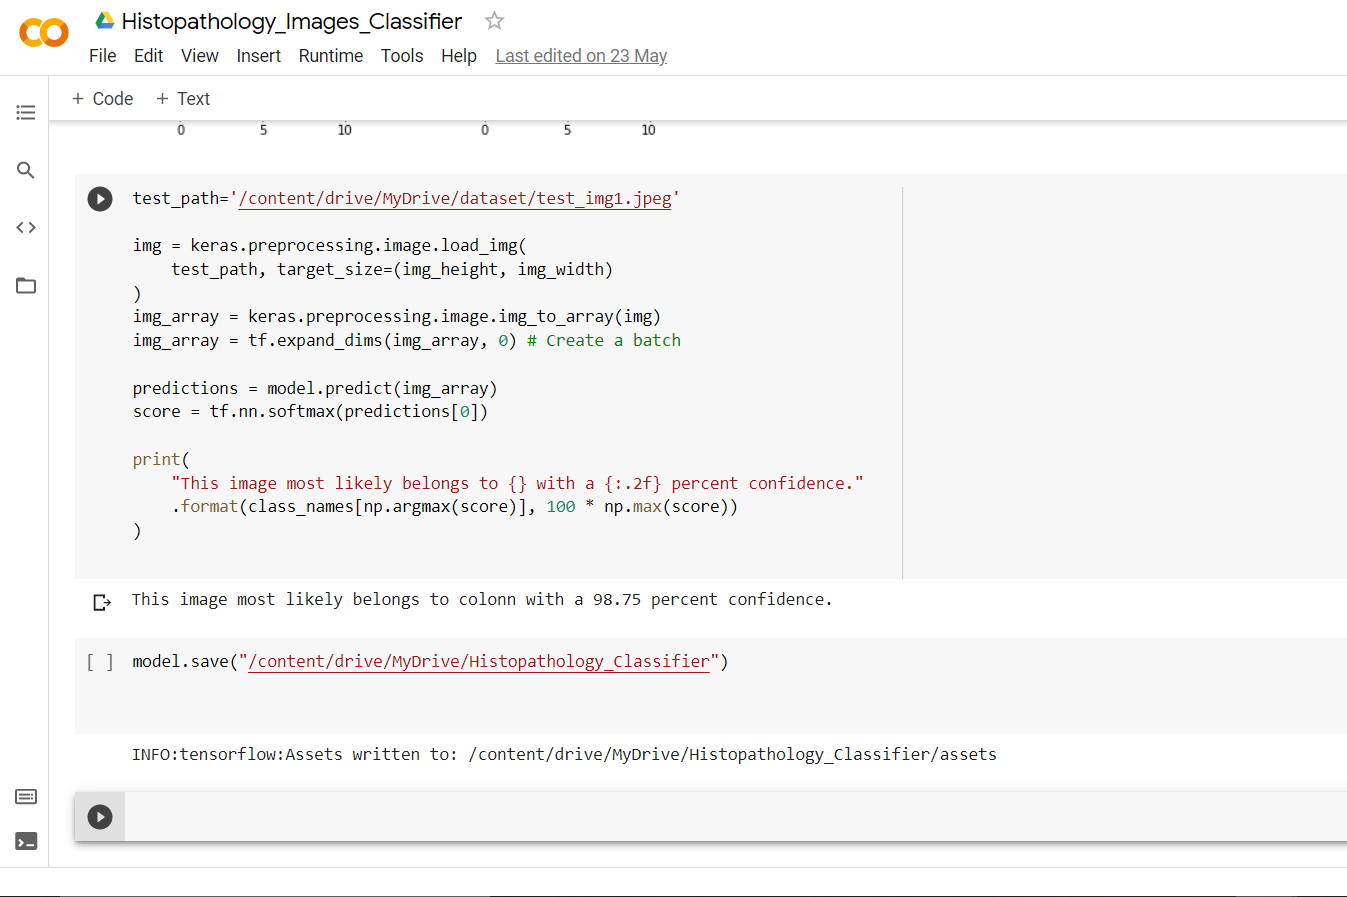 Histopathology_Images_Classifier
File Edit View Insert Runtime Tools Help Last edited on 23 May
+ Code + Text
0 5 10 0 5 10
test_path='/content/drive/MyDrive/dataset/test_img1.jpeg'
img = keras.preprocessing.image.load_img(
test_path, target_size=(img_height, img_width)
)
img_array = keras.preprocessing.image.img_to_array(img)
img_array = tf.expand_dims(img_array, 0) # Create a batch
predictions = model.predict(img_array)
score = tf.nn.softmax(predictions[0])
print(
"This image most likely belongs to {} with a {:.2f} percent confidence."
.format(class_names[np.argmax(score)], 100 * np.max(score))
)
This image most likely belongs to colonn with a 98.75 percent confidence.
[ ] model.save("/content/drive/MyDrive/Histopathology_Classifier")
INFO:tensorflow:Assets written to: /content/drive/MyDrive/Histopathology_Classifier/assets